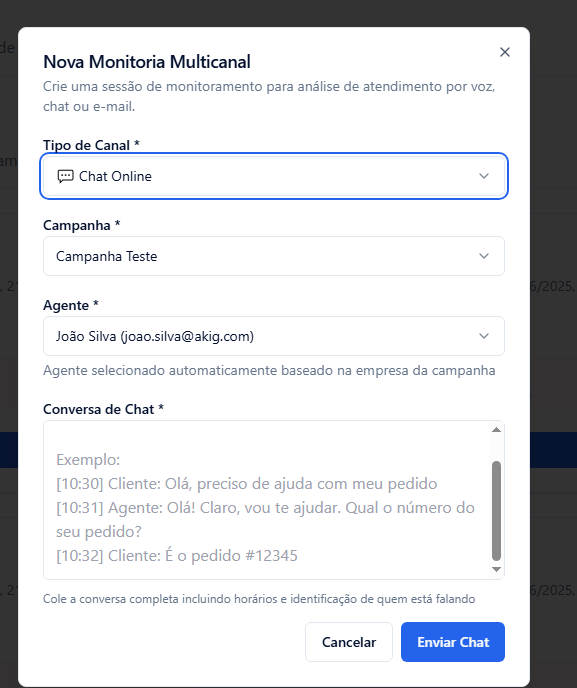 Nova Monitoria Multicanal
Crie uma sessão de monitoramento para análise de atendimento por voz,
chat ou e-mail.
Tipo de Canal *
Chat Online
Campanha *
Campanha Teste
Agente *
João Silva (joao.silva@akig.com)
Agente selecionado automaticamente baseado na empresa da campanha
Conversa de Chat *
Exemplo:
[10:30] Cliente: Olá, preciso de ajuda com meu pedido
[10:31] Agente: Olá! Claro, vou te ajudar. Qual o número do
seu pedido?
[10:32] Cliente: É o pedido #12345
Cole a conversa completa incluindo horários e identificação de quem está falando
Cancelar
Enviar Chat